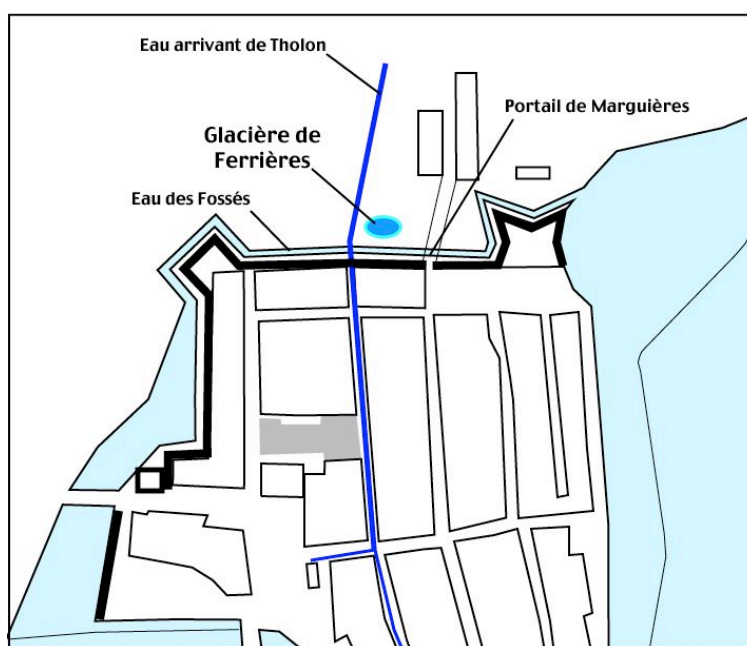 Eau arrivant de Tholon
Portail de Marguières
Glacière de
Ferrières
Eau des Fossés